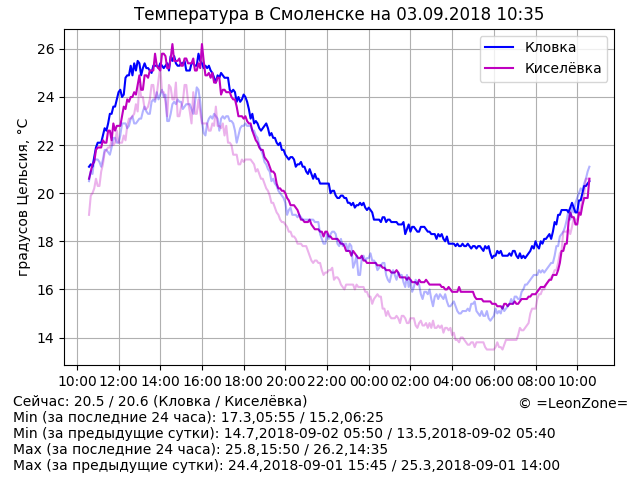 Температура в Смоленске на 03.09.2018 10:35
градусов Цельсия, °C
26
24
22
20
18
16
14
Кловка
Киселёвка
10:00 12:00 14:00 16:00 18:00 20:00 22:00 00:00 02:00 04:00 06:00 08:00 10:00
Сейчас: 20.5 / 20.6 (Кловка / Киселёвка)
© =LeonZone=
Min (за последние 24 часа): 17.3,05:55 / 15.2,06:25
Min (за предыдущие сутки): 14.7,2018-09-02 05:50 / 13.5,2018-09-02 05:40
Max (за последние 24 часа): 25.8,15:50 / 26.2,14:35
Max (за предыдущие сутки): 24.4,2018-09-01 15:45 / 25.3,2018-09-01 14:00